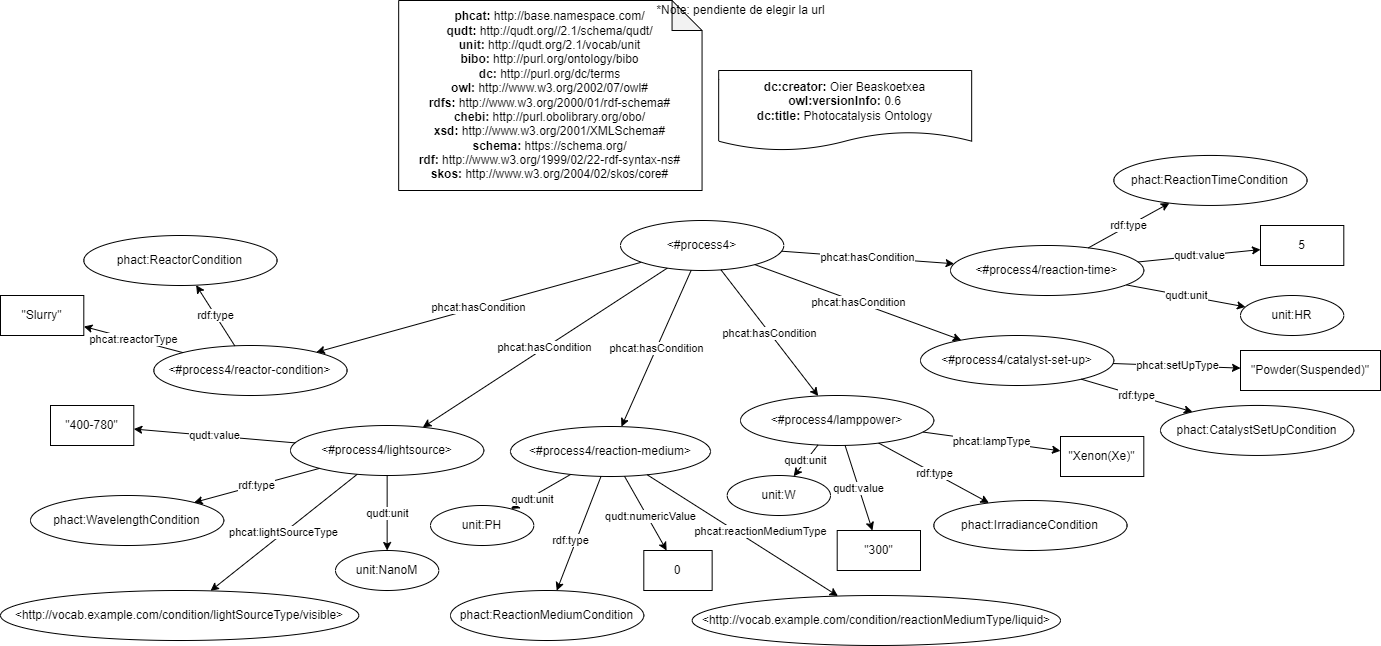 *Note: pendiente de elegir la url
phcat: http://base.namespace.com/
qudt: http://qudt.org//2.1/schema/qudt/
unit: http://qudt.org/2.1/vocab/unit
bibo: http://purl.org/ontology/bibo
dc: http://purl.org/dc/terms
owl: http://www.w3.org/2002/07/owl#
rdfs: http://www.w3.org/2000/01/rdf-schema#
chebi: http://purl.obolibrary.org/obo/
xsd: http://www.w3.org/2001/XMLSchema#
schema: https://schema.org/
rdf: http://www.w3.org/1999/02/22-rdf-syntax-ns#
skos: http://www.w3.org/2004/02/skos/core#
dc:creator: Oier Beaskoetxea
owl:versionInfo: 0.6
dc:title: Photocatalysis Ontology
phact:ReactionTimeCondition
rdf:type
<#process4>
phcat:hasCondition
<#process4/reaction-time>
qudt:value
5
qudt:unit
unit:HR
phact:ReactorCondition
rdf:type
"Slurry"
phcat:reactorType
<#process4/reactor-condition>
phcat:hasCondition
phcat:hasCondition
phcat:hasCondition
phcat:hasCondition
phcat:hasCondition
<#process4/catalyst-set-up>
phcat:setUpType
"Powder(Suspended)"
rdf:type
phact:CatalystSetUpCondition
"400-780"
qudt:value
<#process4/lightsource>
rdf:type
phact:WavelengthCondition
phcat:lightSourceType
qudt:unit
unit:NanoM
<http://vocab.example.com/condition/lightSourceType/visible>
<#process4/reaction-medium>
qudt:unit
unit:PH
rdf:type
phact:ReactionMediumCondition
qudt:numericValue
0
phcat:reactionMediumType
<http://vocab.example.com/condition/reactionMediumType/liquid>
<#process4/lamppower>
phcat:lampType
"Xenon(Xe)"
qudt:unit
unit:W
qudt:value
"300"
rdf:type
phact:IrradianceCondition